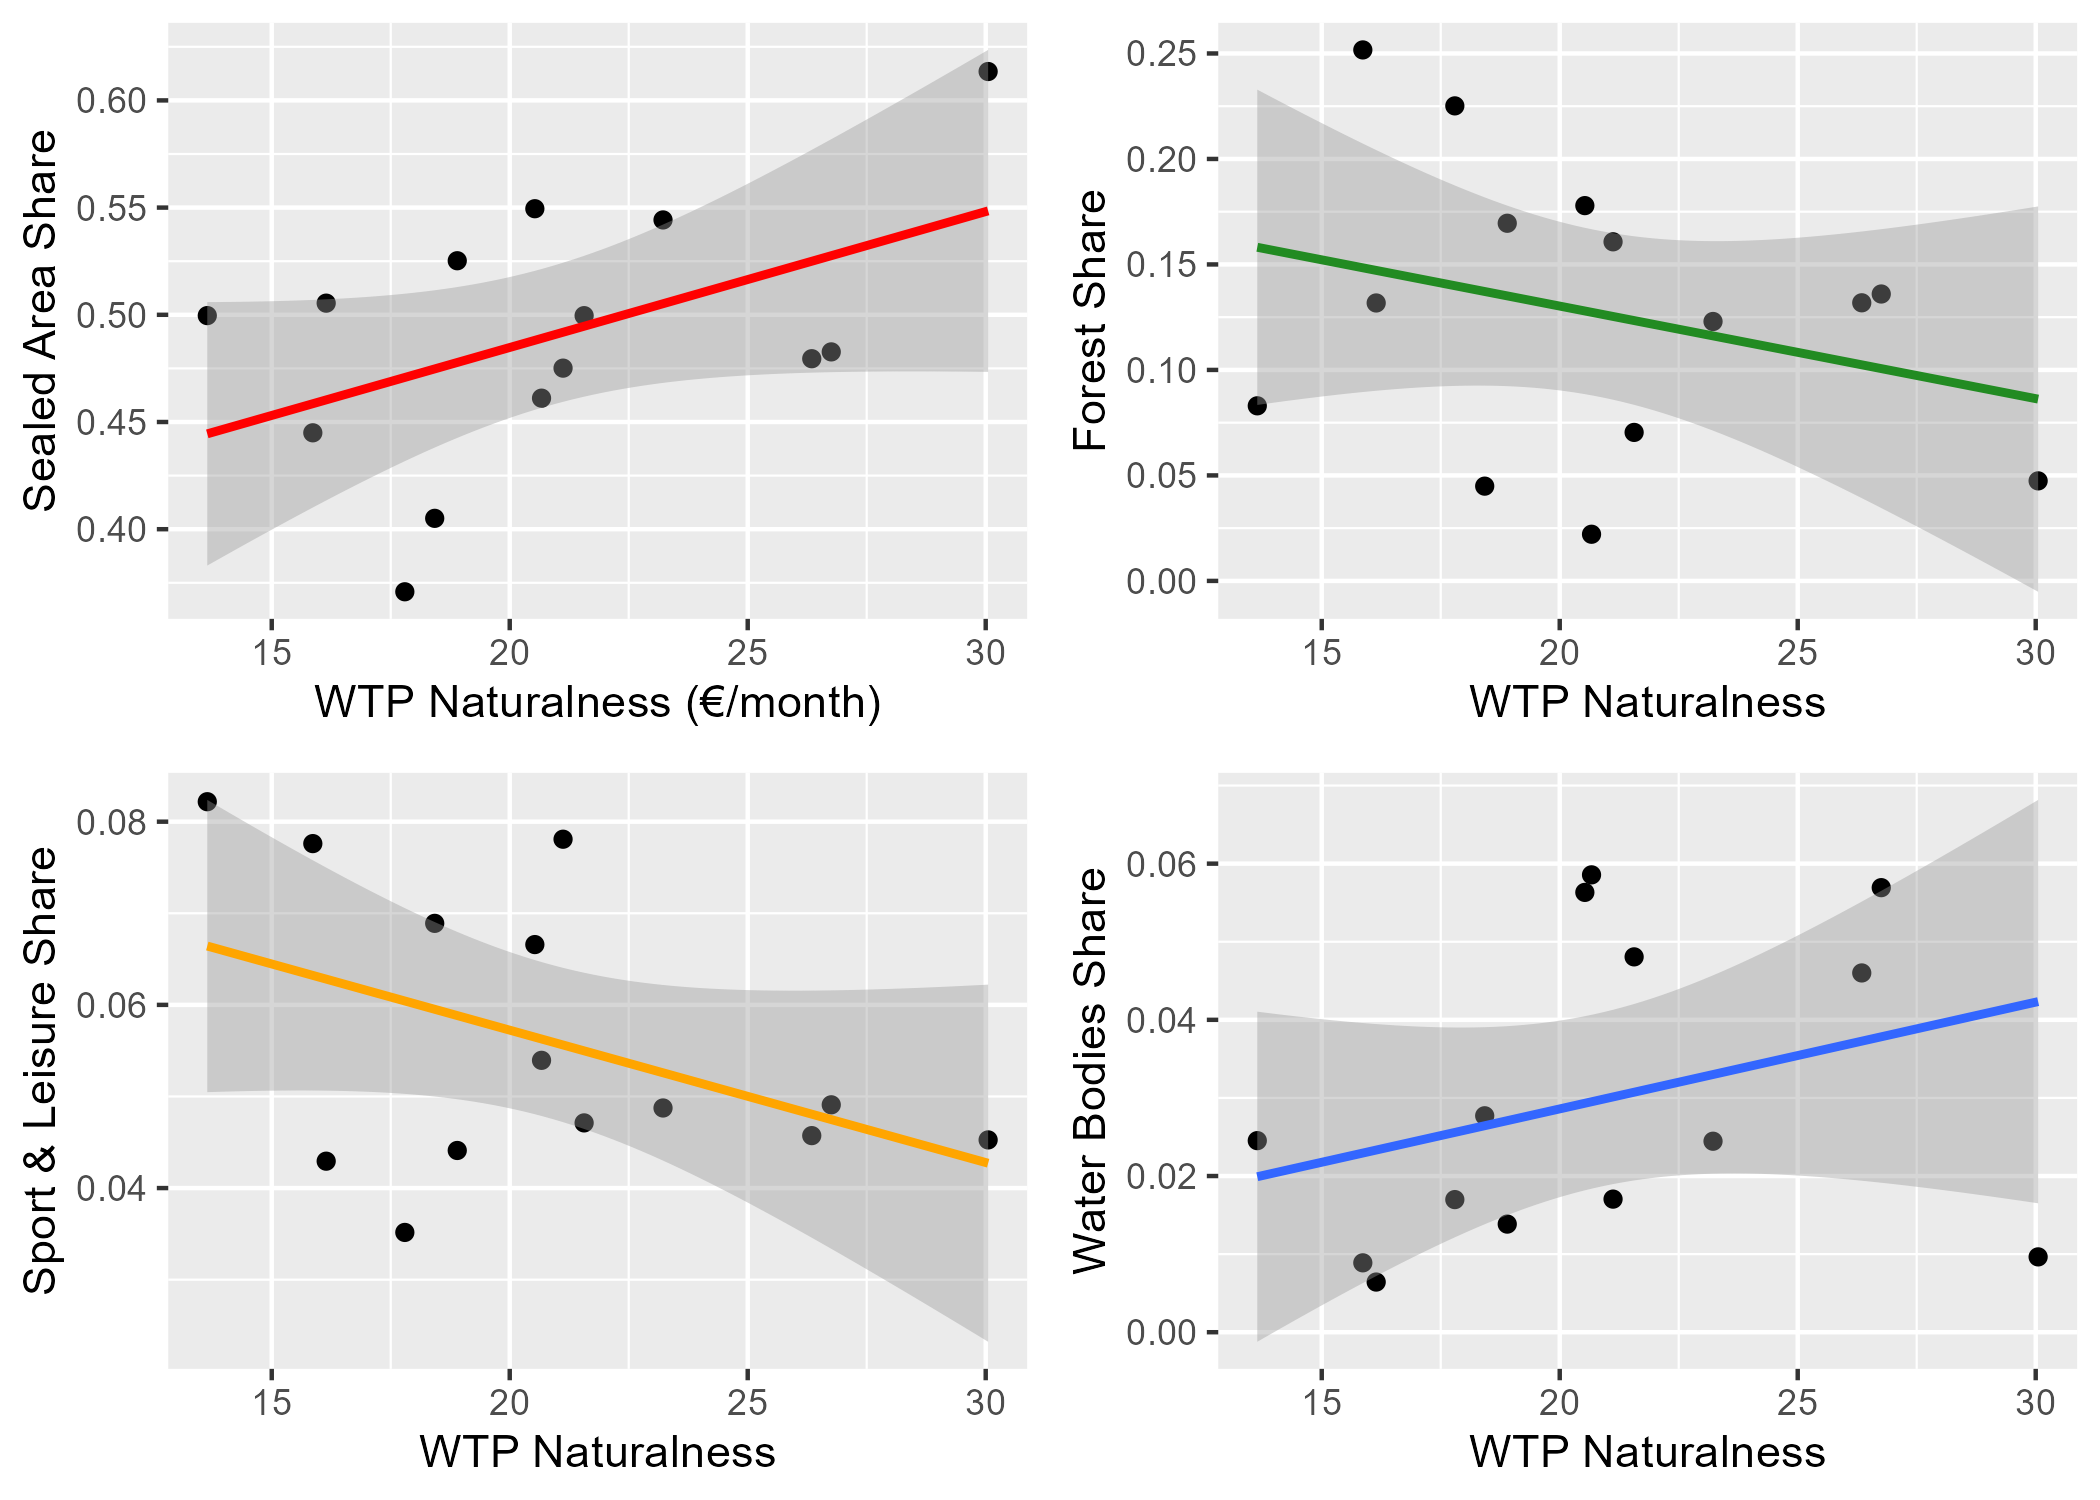 Sealed Area Share
0.60
0.55
0.50
0.45
0.40
15 20 25 30
WTP Naturalness (€/month)
Forest Share
0.25
0.20
0.15
0.10
0.05
0.00
15 20 25 30
WTP Naturalness
Sport & Leisure Share
0.08
0.06
0.04
15 20 25 30
WTP Naturalness
Water Bodies Share
0.06
0.04
0.02
0.00
15 20 25 30
WTP Naturalness